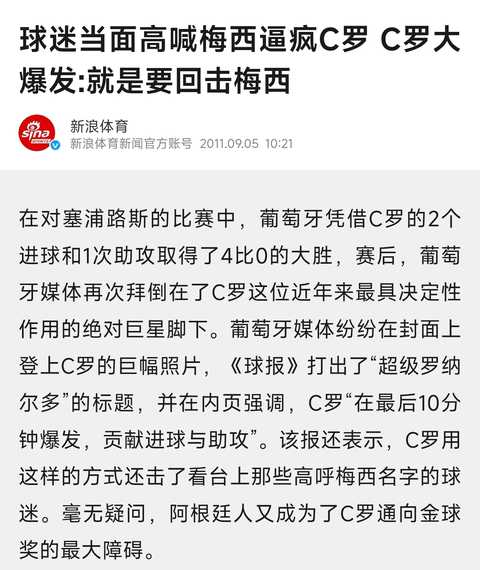 球迷当面高喊梅西逼疯C罗 C罗大
爆发:就是要回击梅西
sina
新浪体育
新浪体育新闻官方账号 2011.09.05 10:21
在对塞浦路斯的比赛中，葡萄牙凭借C罗的2个
进球和1次助攻取得了4比0的大胜，赛后，葡萄
牙媒体再次拜倒在了C罗这位近年来最具决定性
作用的绝对巨星脚下。葡萄牙媒体纷纷在封面上
登上C罗的巨幅照片，《球报》打出了“超级罗纳
尔多”的标题，并在内页强调，C罗“在最后10分
钟爆发，贡献进球与助攻”。该报还表示，C罗用
这样的方式还击了看台上那些高呼梅西名字的球
迷。毫无疑问，阿根廷人又成为了C罗通向金球
奖的最大障碍。